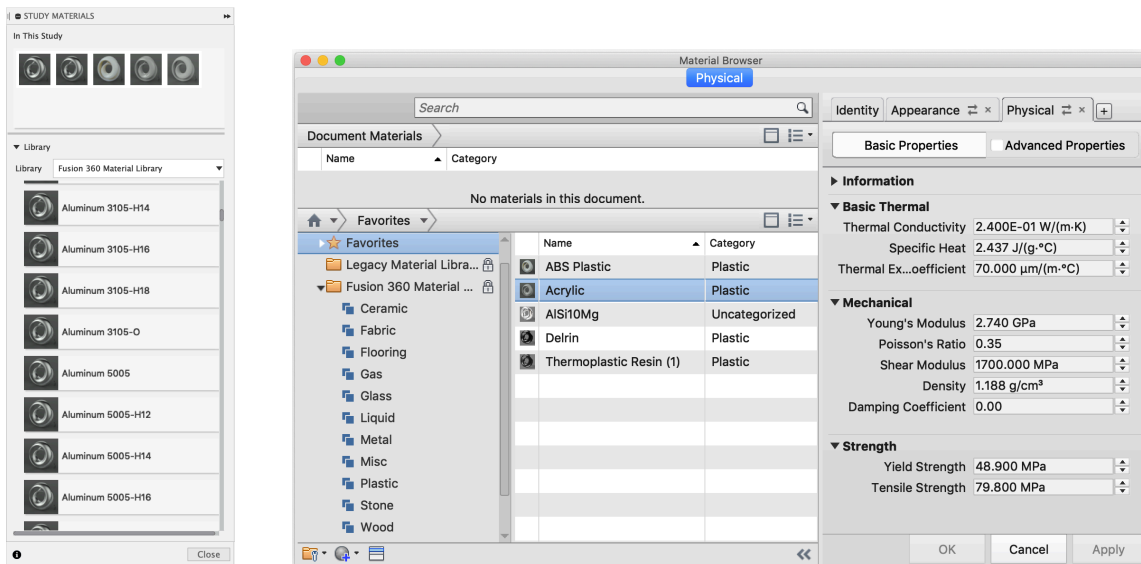 STUDY MATERIALS
In This Study
Library
Library Fusion 360 Material Library
Aluminum 3105-H14
Aluminum 3105-H16
Aluminum 3105-H18
Aluminum 3105-O
Aluminum 5005
Aluminum 5005-H12
Aluminum 5005-H14
Aluminum 5005-H16
Close
Material Browser
Physical
Search
Document Materials
Name Category
No materials in this document.
Favorites
Favorites
Legacy Material Libra...
Fusion 360 Material ...
Ceramic
Fabric
Flooring
Gas
Glass
Liquid
Metal
Misc
Plastic
Stone
Wood
Name Category
ABS Plastic Plastic
Acrylic Plastic
AlSi10Mg Uncategorized
Delrin Plastic
Thermoplastic Resin (1) Plastic
Identity Appearance Physical
Basic Properties Advanced Properties
Information
Basic Thermal
Thermal Conductivity 2.400E-01 W/(m·K)
Specific Heat 2.437 J/(g·°C)
Thermal Ex...oefficient 70.000 µm/(m·°C)
Mechanical
Young's Modulus 2.740 GPa
Poisson's Ratio 0.35
Shear Modulus 1700.000 MPa
Density 1.188 g/cm³
Damping Coefficient 0.00
Strength
Yield Strength 48.900 MPa
Tensile Strength 79.800 MPa
OK Cancel Apply